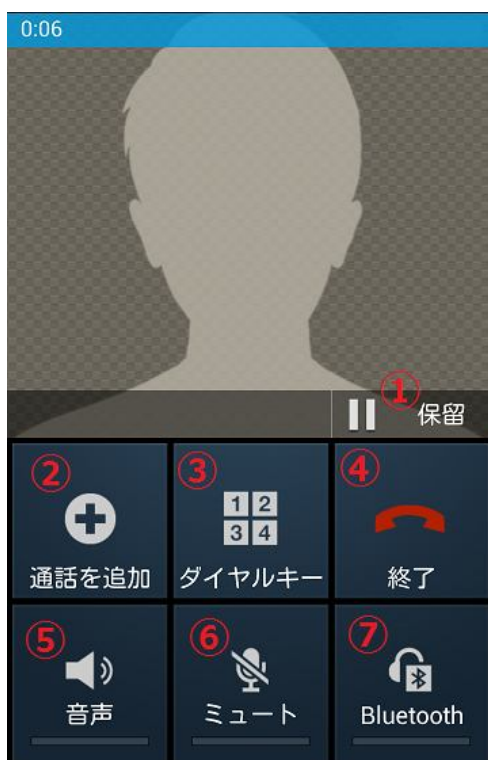 0:06
① 保留
② ③ ④
1 2
3 4
通話を追加 ダイヤルキー 終了
⑤ ⑥ ⑦
音声 ミュート Bluetooth